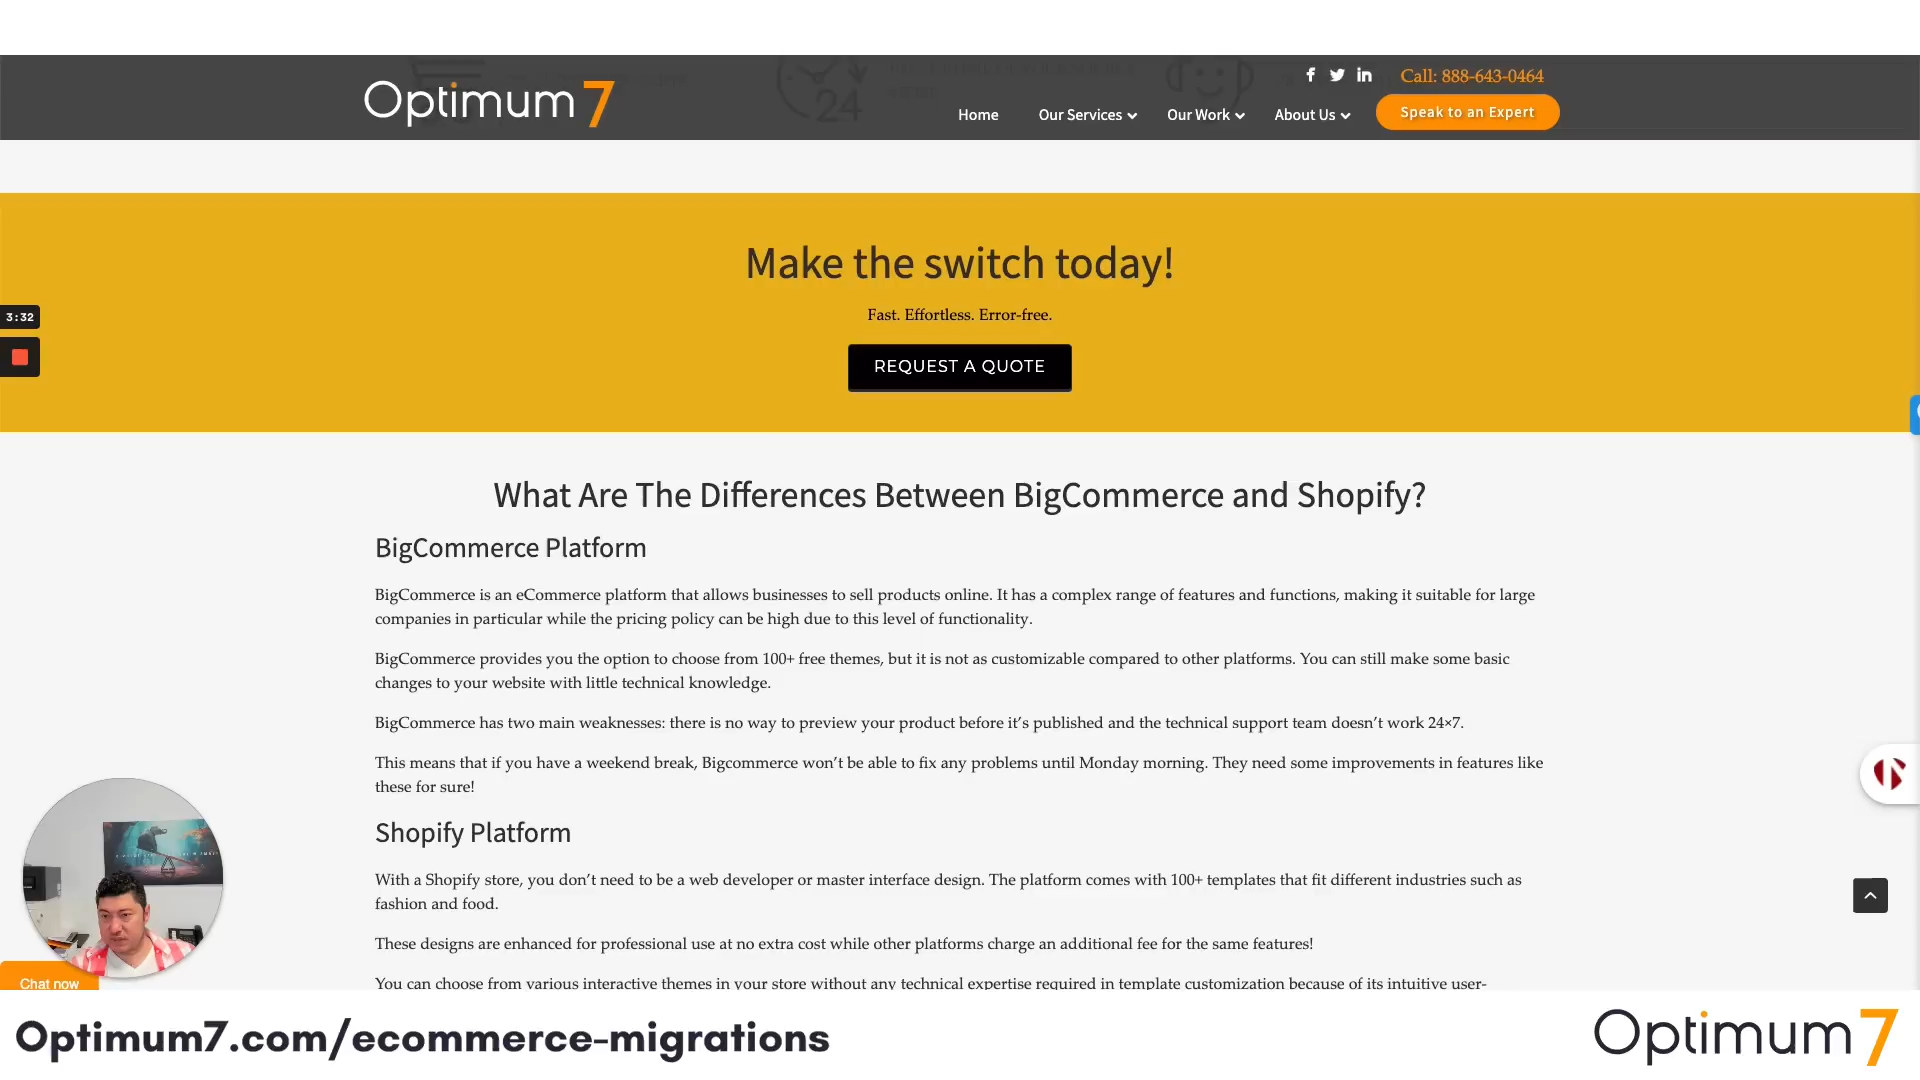 Optimum7
Call: 888-643-0464
Home
Our Services
Our Work
About Us
Speak to an Expert
24
Make the switch today!
Fast. Effortless. Error-free.
REQUEST A QUOTE
3:32
What Are The Differences Between BigCommerce and Shopify?
BigCommerce Platform
BigCommerce is an eCommerce platform that allows businesses to sell products online. It has a complex range of features and functions, making it suitable for large
companies in particular while the pricing policy can be high due to this level of functionality.
BigCommerce provides you the option to choose from 100+ free themes, but it is not as customizable compared to other platforms. You can still make some basic
changes to your website with little technical knowledge.
BigCommerce has two main weaknesses: there is no way to preview your product before it’s published and the technical support team doesn’t work 24×7.
This means that if you have a weekend break, Bigcommerce won’t be able to fix any problems until Monday morning. They need some improvements in features like
these for sure!
Shopify Platform
With a Shopify store, you don’t need to be a web developer or master interface design. The platform comes with 100+ templates that fit different industries such as
fashion and food.
These designs are enhanced for professional use at no extra cost while other platforms charge an additional fee for the same features!
You can choose from various interactive themes in your store without any technical expertise required in template customization because of its intuitive user-
Chat now
Optimum7.com/ecommerce-migrations
Optimum7